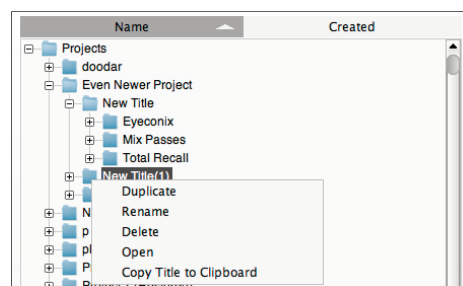 Name Created
Projects
doodar
Even Newer Project
New Title
Eyeconix
Mix Passes
Total Recall
New Title(1)
Duplicate
N Rename
p Delete
pl Open
P Copy Title to Clipboard